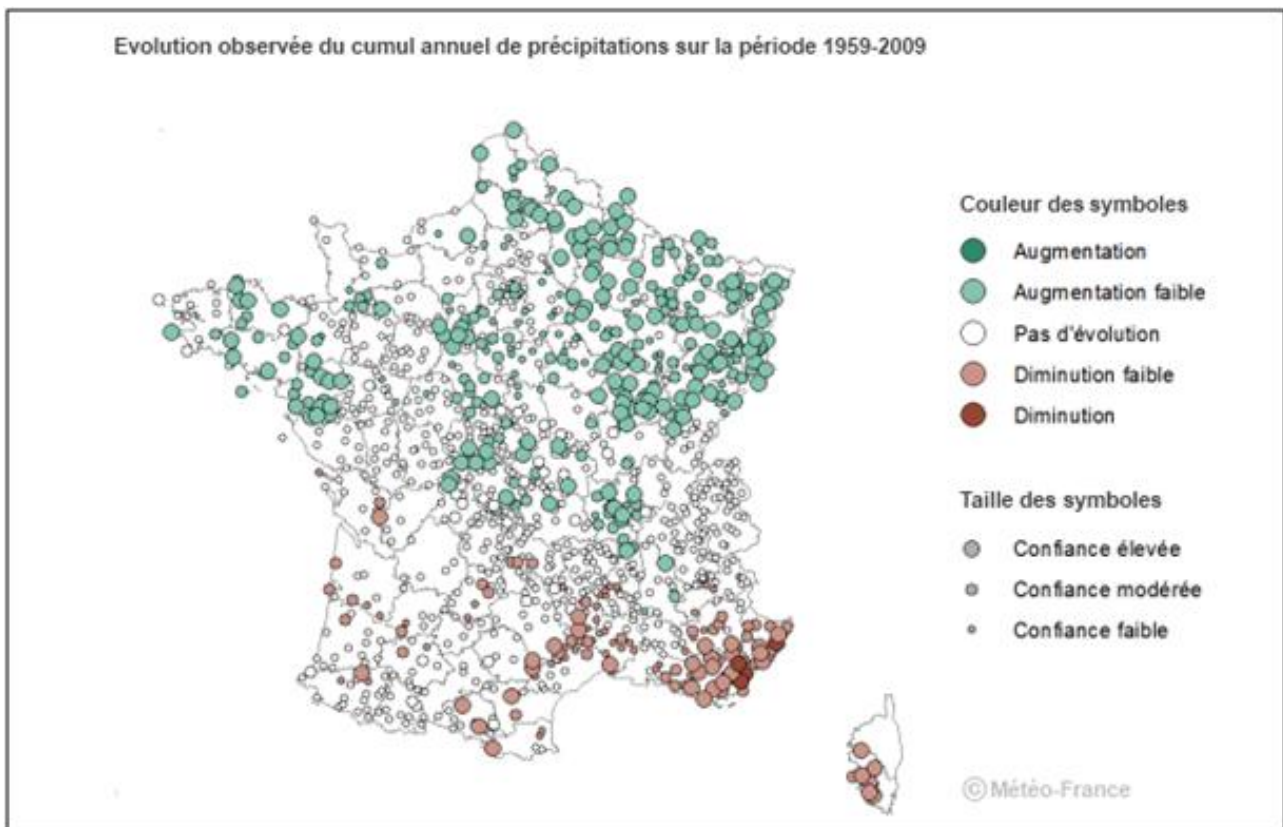 Evolution observée du cumul annuel de précipitations sur la période 1959-2009
Couleur des symboles
Augmentation
Augmentation faible
Pas d'évolution
Diminution faible
Diminution
Taille des symboles
Confiance élevée
Confiance modérée
Confiance faible
©Météo-France